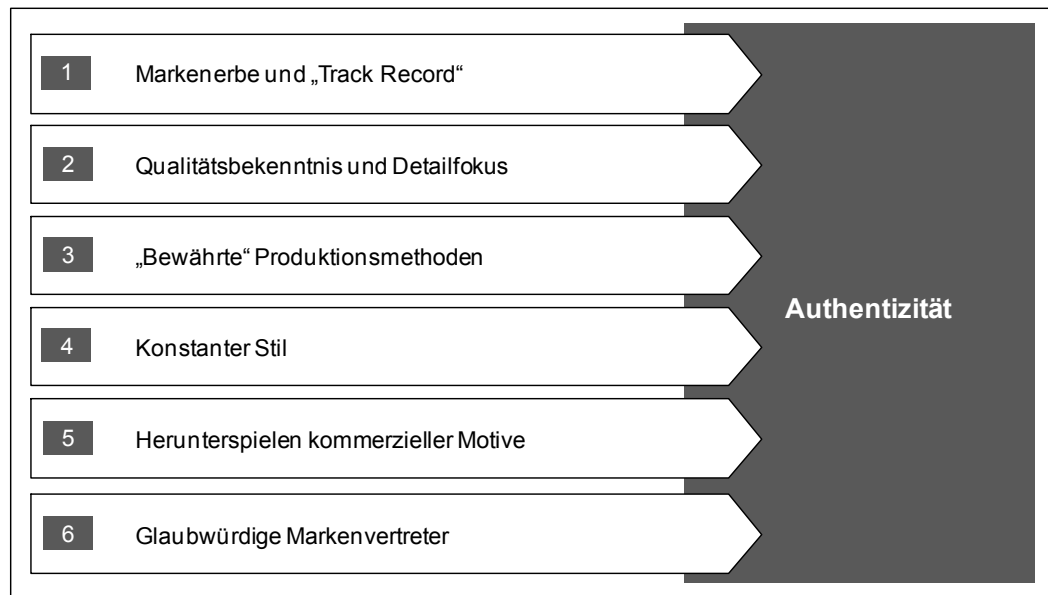 1 Markenerbe und „Track Record“
2 Qualitätsbekenntnis und Detailfokus
3 „Bewährte“ Produktionsmethoden
Authentizität
4 Konstanter Stil
5 Herunterspielen kommerzieller Motive
6 Glaubwürdige Markenvertreter